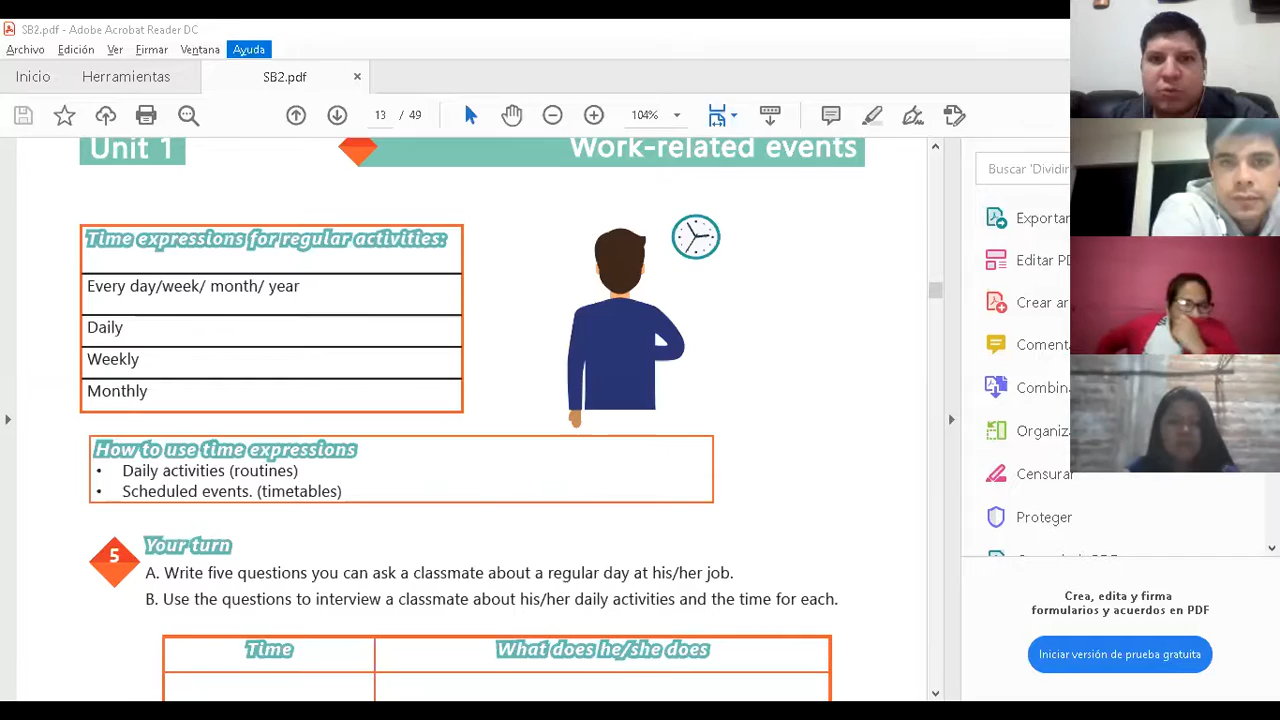 SB2.pdf - Adobe Acrobat Reader DC
Archivo Edición Ver Firmar Ventana Ayuda
Inicio Herramientas SB2.pdf ×
13 / 49 104%
Unit 1 Work-related events
Time expressions for regular activities:
Every day/week/ month/ year
Daily
Weekly
Monthly
How to use time expressions
• Daily activities (routines)
• Scheduled events. (timetables)
5 Your turn
A. Write five questions you can ask a classmate about a regular day at his/her job.
B. Use the questions to interview a classmate about his/her daily activities and the time for each.
Time What does he/she does
Buscar 'Dividir
Exportar
Editar PD
Crear ar
Comenta
Combina
Organiza
Censurar
Proteger
Crea, edita y firma
formularios y acuerdos en PDF
Iniciar versión de prueba gratuita